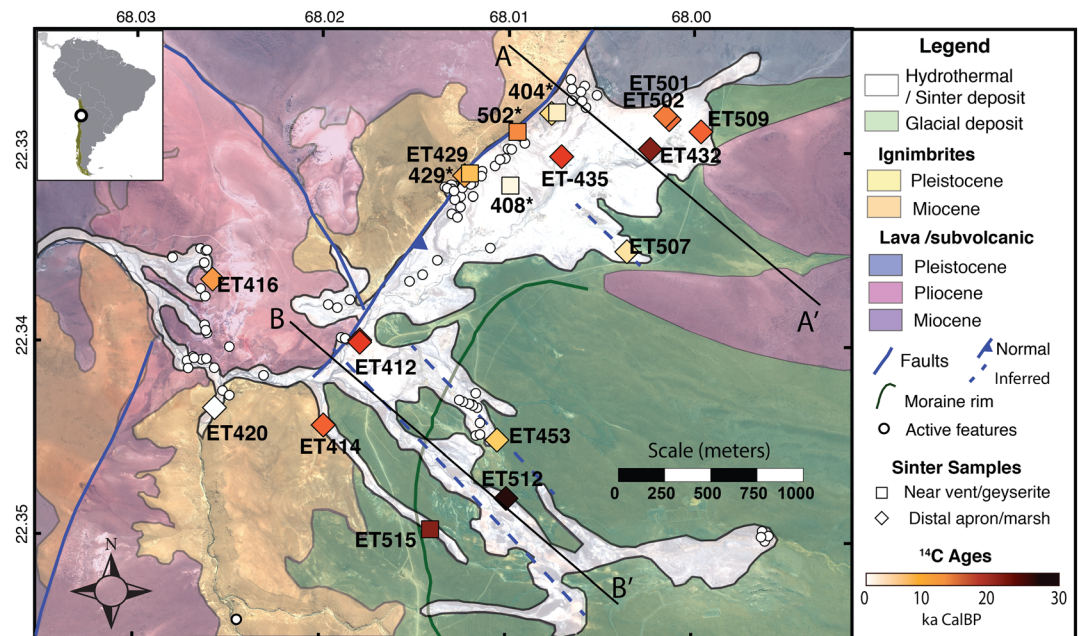 68.03 68.02 68.01 68.00
22.33
22.34
22.35
A
404*
ET501
ET502
502*
ET509
ET429
429*
ET432
ET-435
408*
ET507
ET416
B
A'
ET412
ET420
ET414
ET453
ET512
ET515
B'
Scale (meters)
0 250 500 750 1000
N
Legend
Hydrothermal
/ Sinter deposit
Glacial deposit
Ignimbrites
Pleistocene
Miocene
Lava /subvolcanic
Pleistocene
Pliocene
Miocene
Faults
Normal
Inferred
Moraine rim
Active features
Sinter Samples
Near vent/geyserite
Distal apron/marsh
¹⁴C Ages
0 10 20 30
ka CalBP